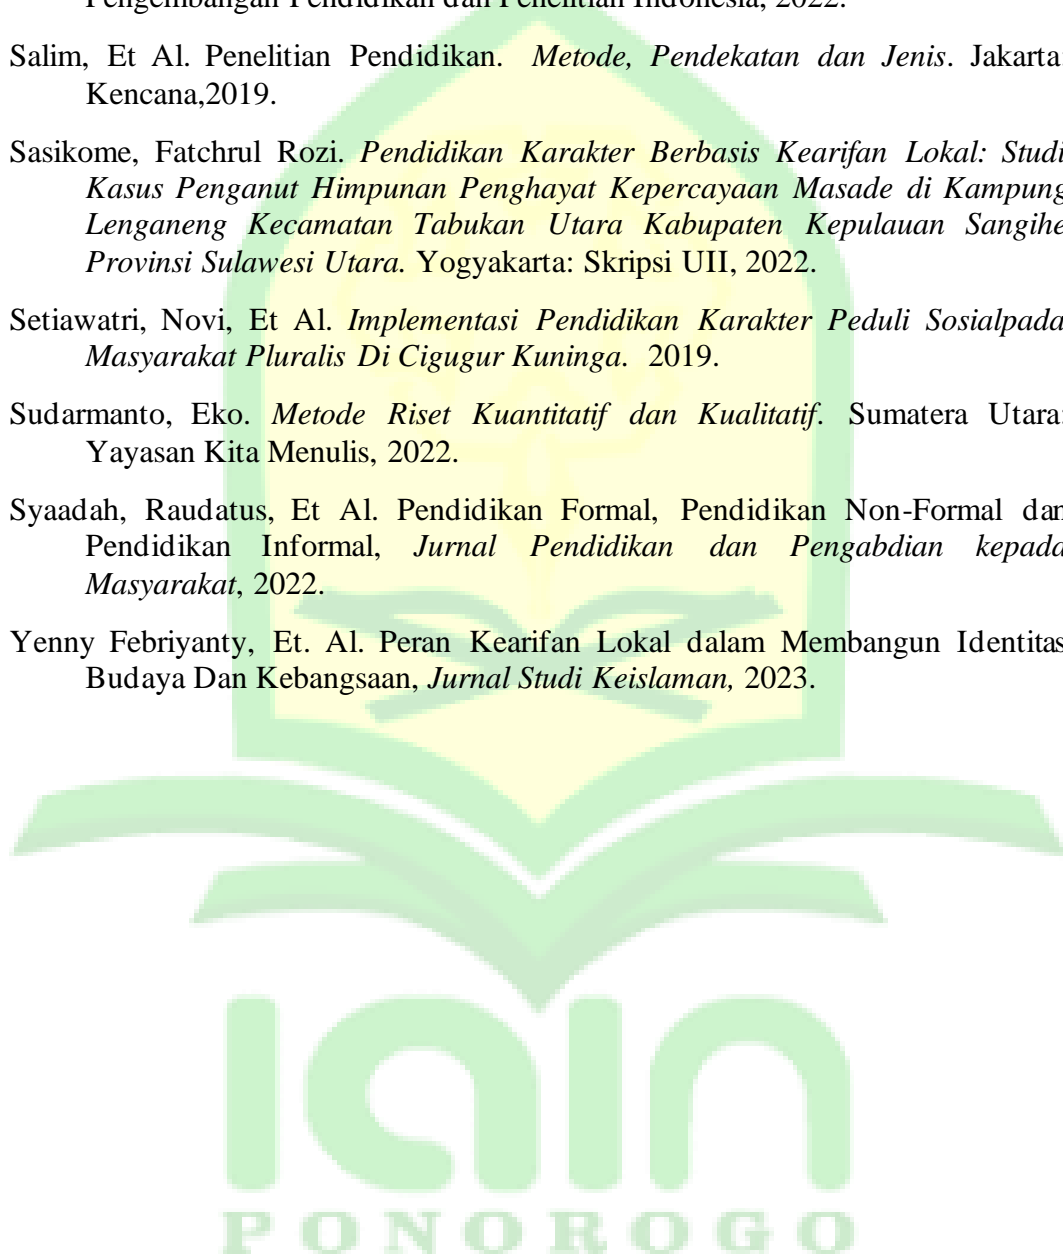 Pengembangan Pendidikan dan Penelitian Indonesia, 2022.
Salim, Et Al. Penelitian Pendidikan. Metode, Pendekatan dan Jenis. Jakarta:
Kencana,2019.
Sasikome, Fatchrul Rozi. Pendidikan Karakter Berbasis Kearifan Lokal: Studi
Kasus Penganut Himpunan Penghayat Kepercayaan Masade di Kampung
Lenganeng Kecamatan Tabukan Utara Kabupaten Kepulauan Sangihe
Provinsi Sulawesi Utara. Yogyakarta: Skripsi UII, 2022.
Setiawatri, Novi, Et Al. Implementasi Pendidikan Karakter Peduli Sosialpada
Masyarakat Pluralis Di Cigugur Kuninga. 2019.
Sudarmanto, Eko. Metode Riset Kuantitatif dan Kualitatif. Sumatera Utara:
Yayasan Kita Menulis, 2022.
Syaadah, Raudatus, Et Al. Pendidikan Formal, Pendidikan Non-Formal dan
Pendidikan Informal, Jurnal Pendidikan dan Pengabdian kepada
Masyarakat, 2022.
Yenny Febriyanty, Et. Al. Peran Kearifan Lokal dalam Membangun Identitas
Budaya Dan Kebangsaan, Jurnal Studi Keislaman, 2023.
iain
PONOROGO